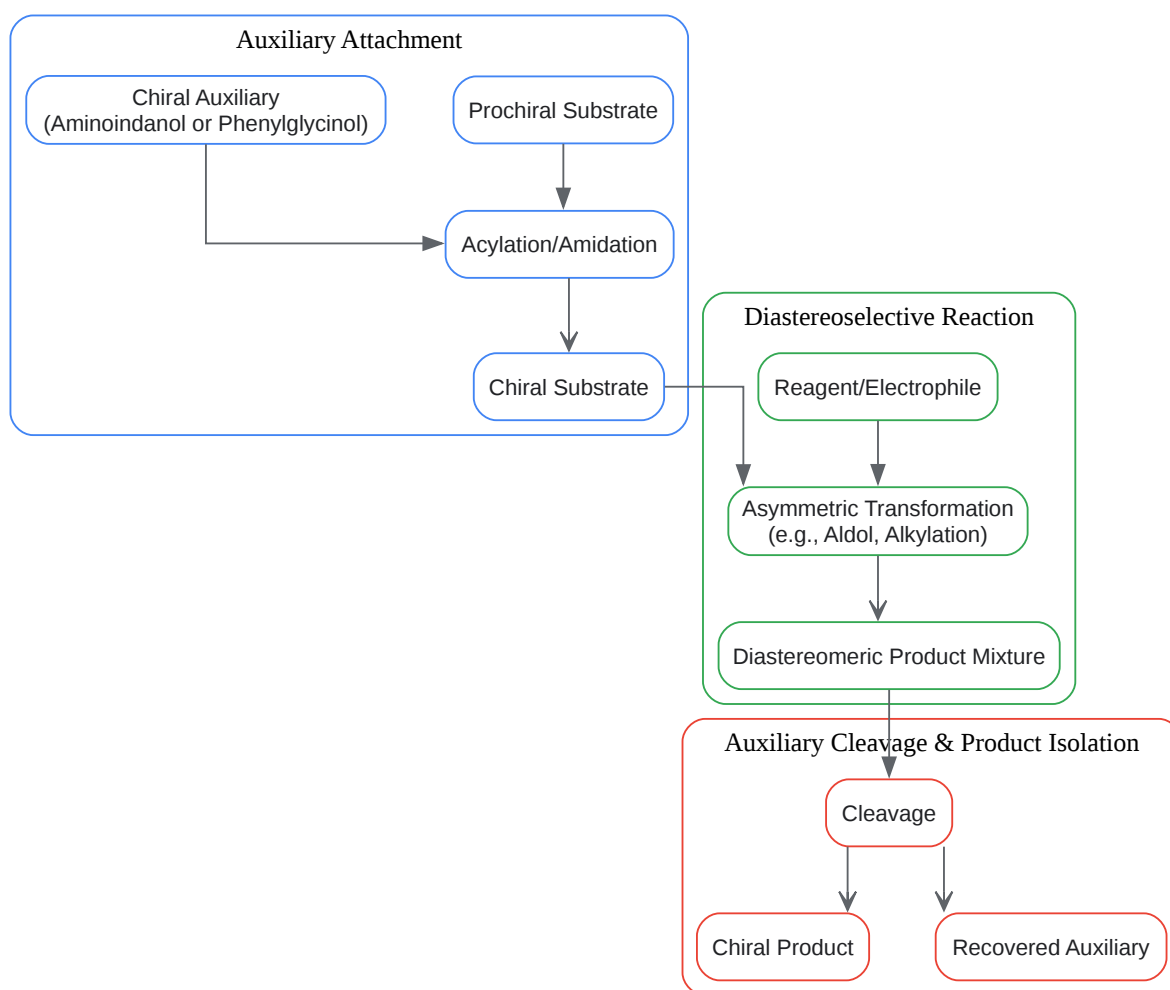 Auxiliary Attachment
Chiral Auxiliary
(Aminoindanol or Phenylglycinol)
Prochiral Substrate
Acylation/Amidation
Chiral Substrate
Diastereoselective Reaction
Reagent/Electrophile
Asymmetric Transformation
(e.g., Aldol, Alkylation)
Diastereomeric Product Mixture
Auxiliary Cleavage & Product Isolation
Cleavage
Chiral Product
Recovered Auxiliary